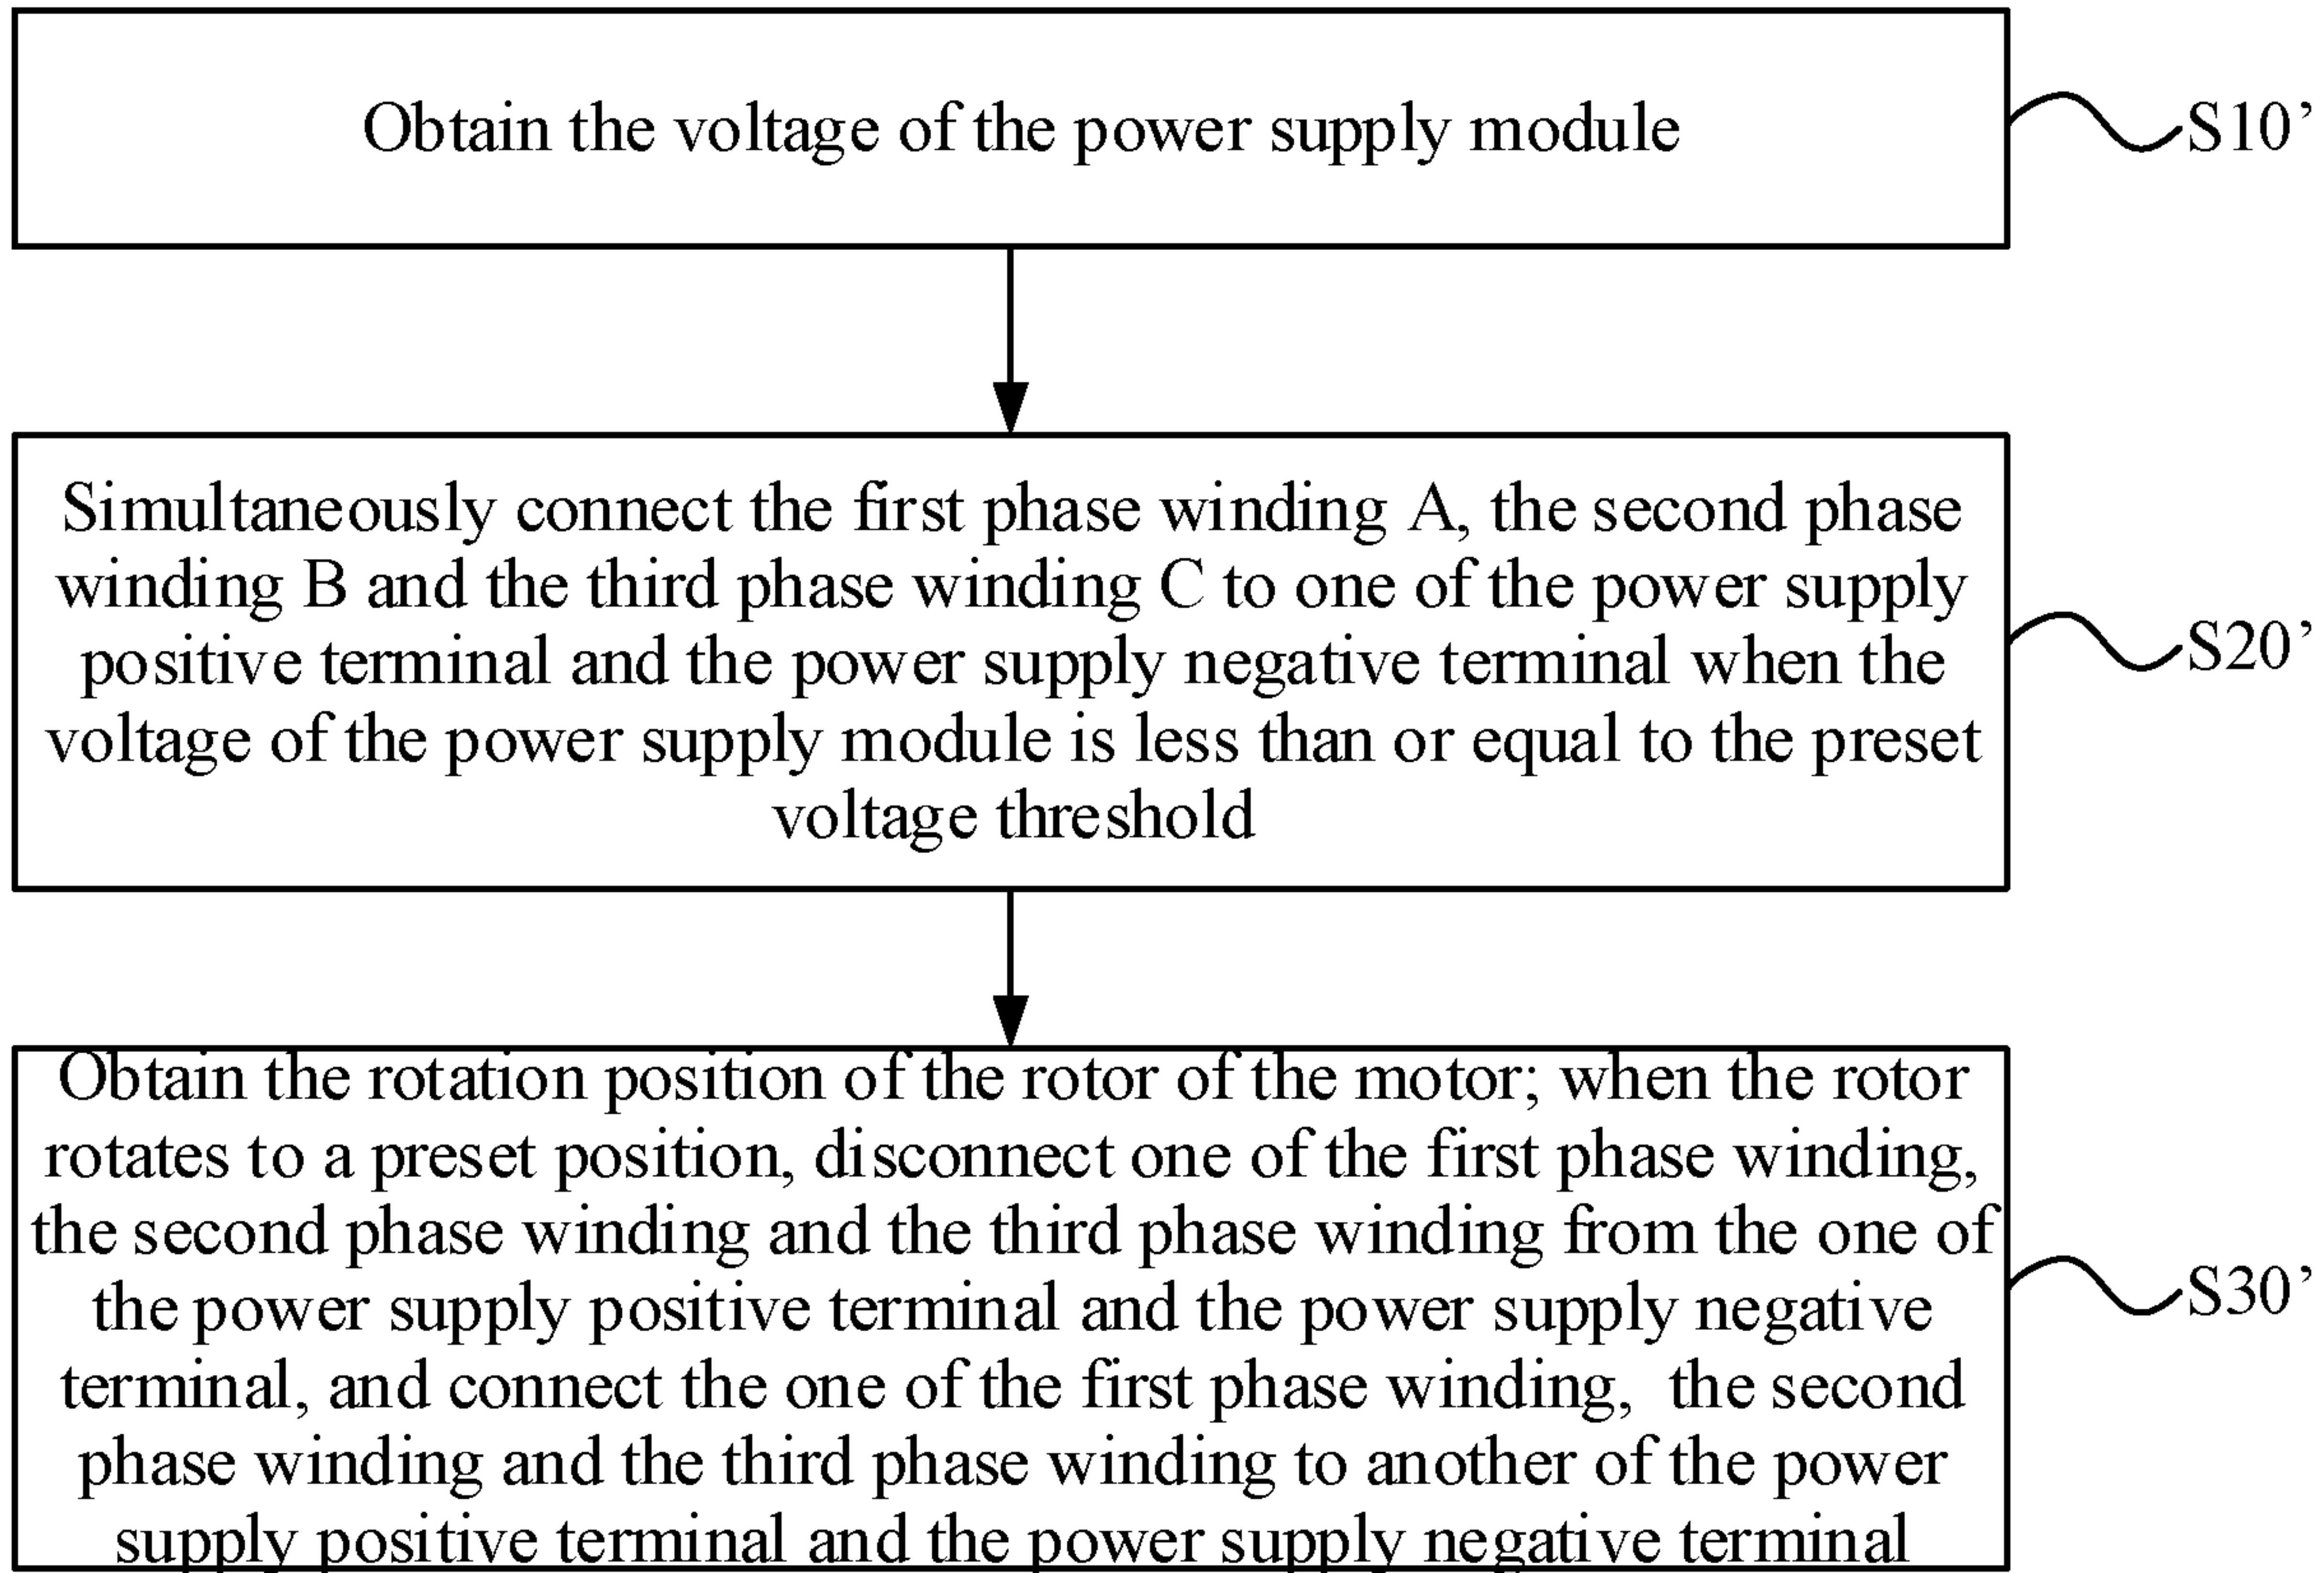 Obtain the voltage of the power supply module
S10’
Simultaneously connect the first phase winding A, the second phase
winding B and the third phase winding C to one of the power supply
positive terminal and the power supply negative terminal when the
voltage of the power supply module is less than or equal to the preset
voltage threshold
S20’
Obtain the rotation position of the rotor of the motor; when the rotor
rotates to a preset position, disconnect one of the first phase winding,
the second phase winding and the third phase winding from the one of
the power supply positive terminal and the power supply negative
terminal, and connect the one of the first phase winding, the second
phase winding and the third phase winding to another of the power
supply positive terminal and the power supply negative terminal
S30’